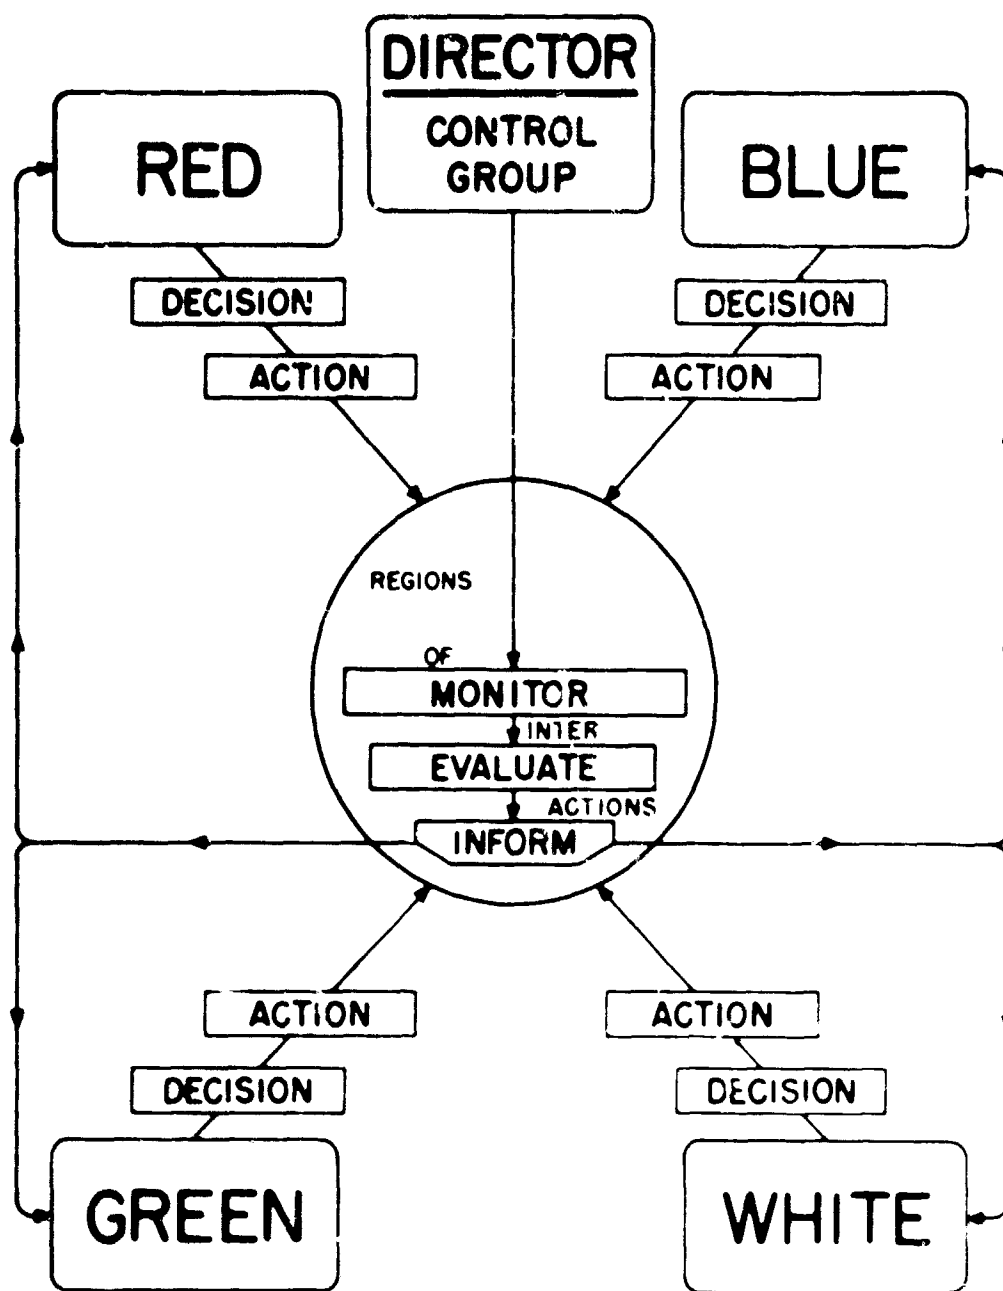 DIRECTOR
CONTROL
GROUP
RED
BLUE
DECISION
DECISION
ACTION
ACTION
REGIONS
OF
MONITOR
INTER
EVALUATE
ACTIONS
INFORM
ACTION
ACTION
DECISION
DECISION
GREEN
WHITE